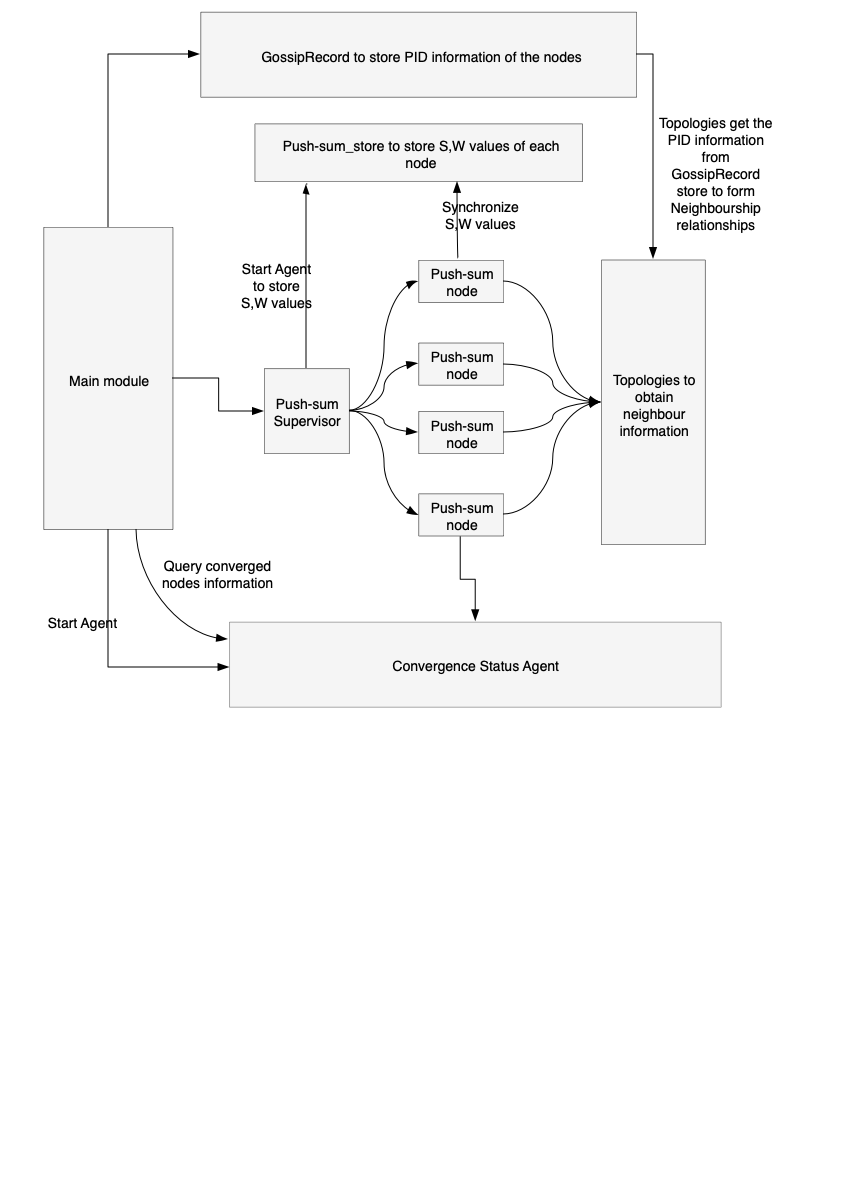 GossipRecord to store PID information of the nodes
Topologies get the
PID information
from
GossipRecord
store to form
Neighbourship
relationships
Push-sum_store to store S,W values of each
node
Synchronize
S,W values
Start Agent
to store
S,W values
Push-sum
node
Push-sum
node
Main module
Push-sum
Supervisor
Push-sum
node
Topologies to
obtain
neighbour
information
Push-sum
node
Query converged
nodes information
Start Agent
Convergence Status Agent